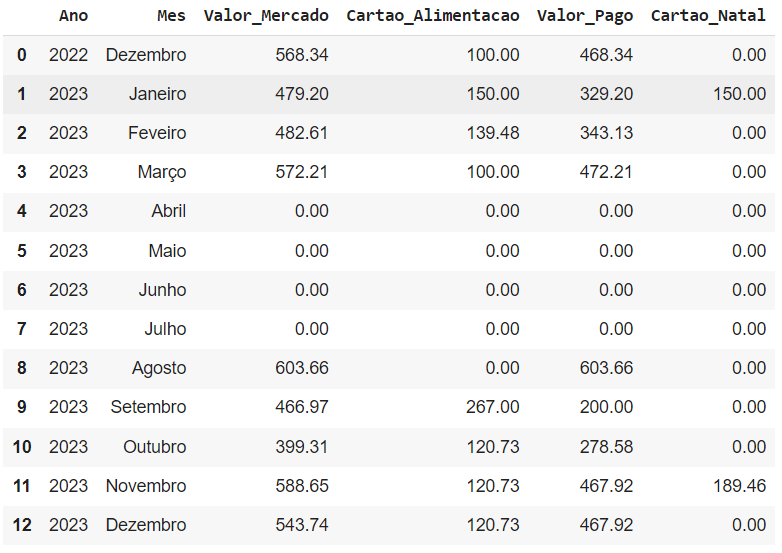 Ano Mes Valor_Mercado Cartao_Alimentacao Valor_Pago Cartao_Natal
0 2022 Dezembro 568.34 100.00 468.34 0.00
1 2023 Janeiro 479.20 150.00 329.20 150.00
2 2023 Feveiro 482.61 139.48 343.13 0.00
3 2023 Março 572.21 100.00 472.21 0.00
4 2023 Abril 0.00 0.00 0.00 0.00
5 2023 Maio 0.00 0.00 0.00 0.00
6 2023 Junho 0.00 0.00 0.00 0.00
7 2023 Julho 0.00 0.00 0.00 0.00
8 2023 Agosto 603.66 0.00 603.66 0.00
9 2023 Setembro 466.97 267.00 200.00 0.00
10 2023 Outubro 399.31 120.73 278.58 0.00
11 2023 Novembro 588.65 120.73 467.92 189.46
12 2023 Dezembro 543.74 120.73 467.92 0.00